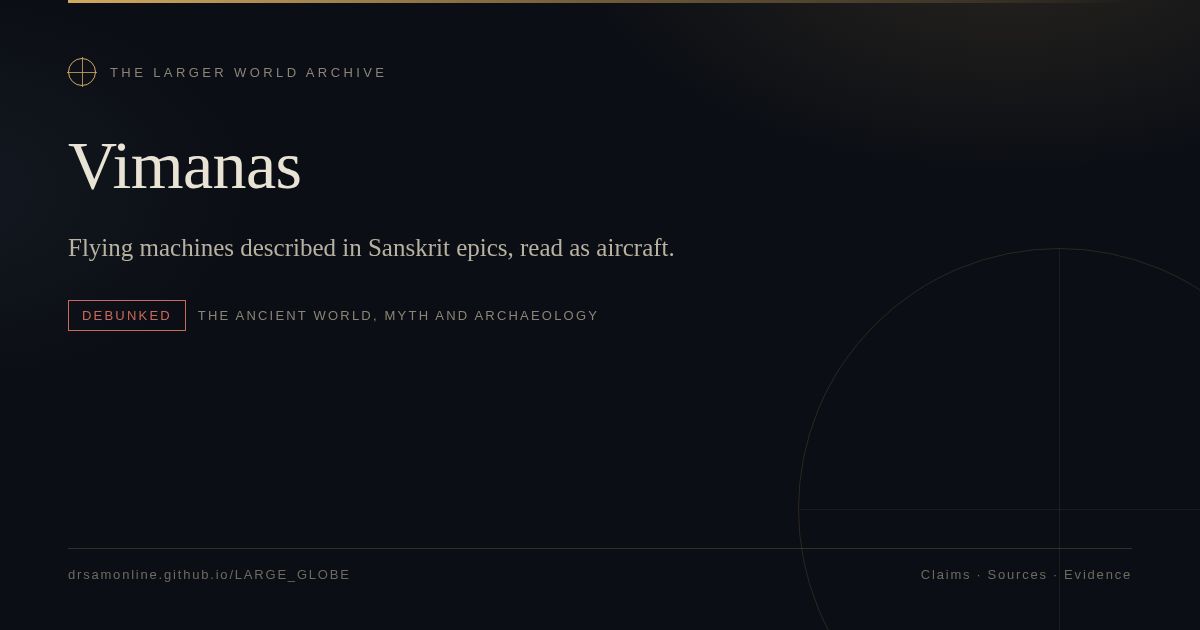 THE LARGER WORLD ARCHIVE
Vimanas
Flying machines described in Sanskrit epics, read as aircraft.
DEBUNKED THE ANCIENT WORLD, MYTH AND ARCHAEOLOGY
drsamonline.github.io/LARGE_GLOBE Claims · Sources · Evidence